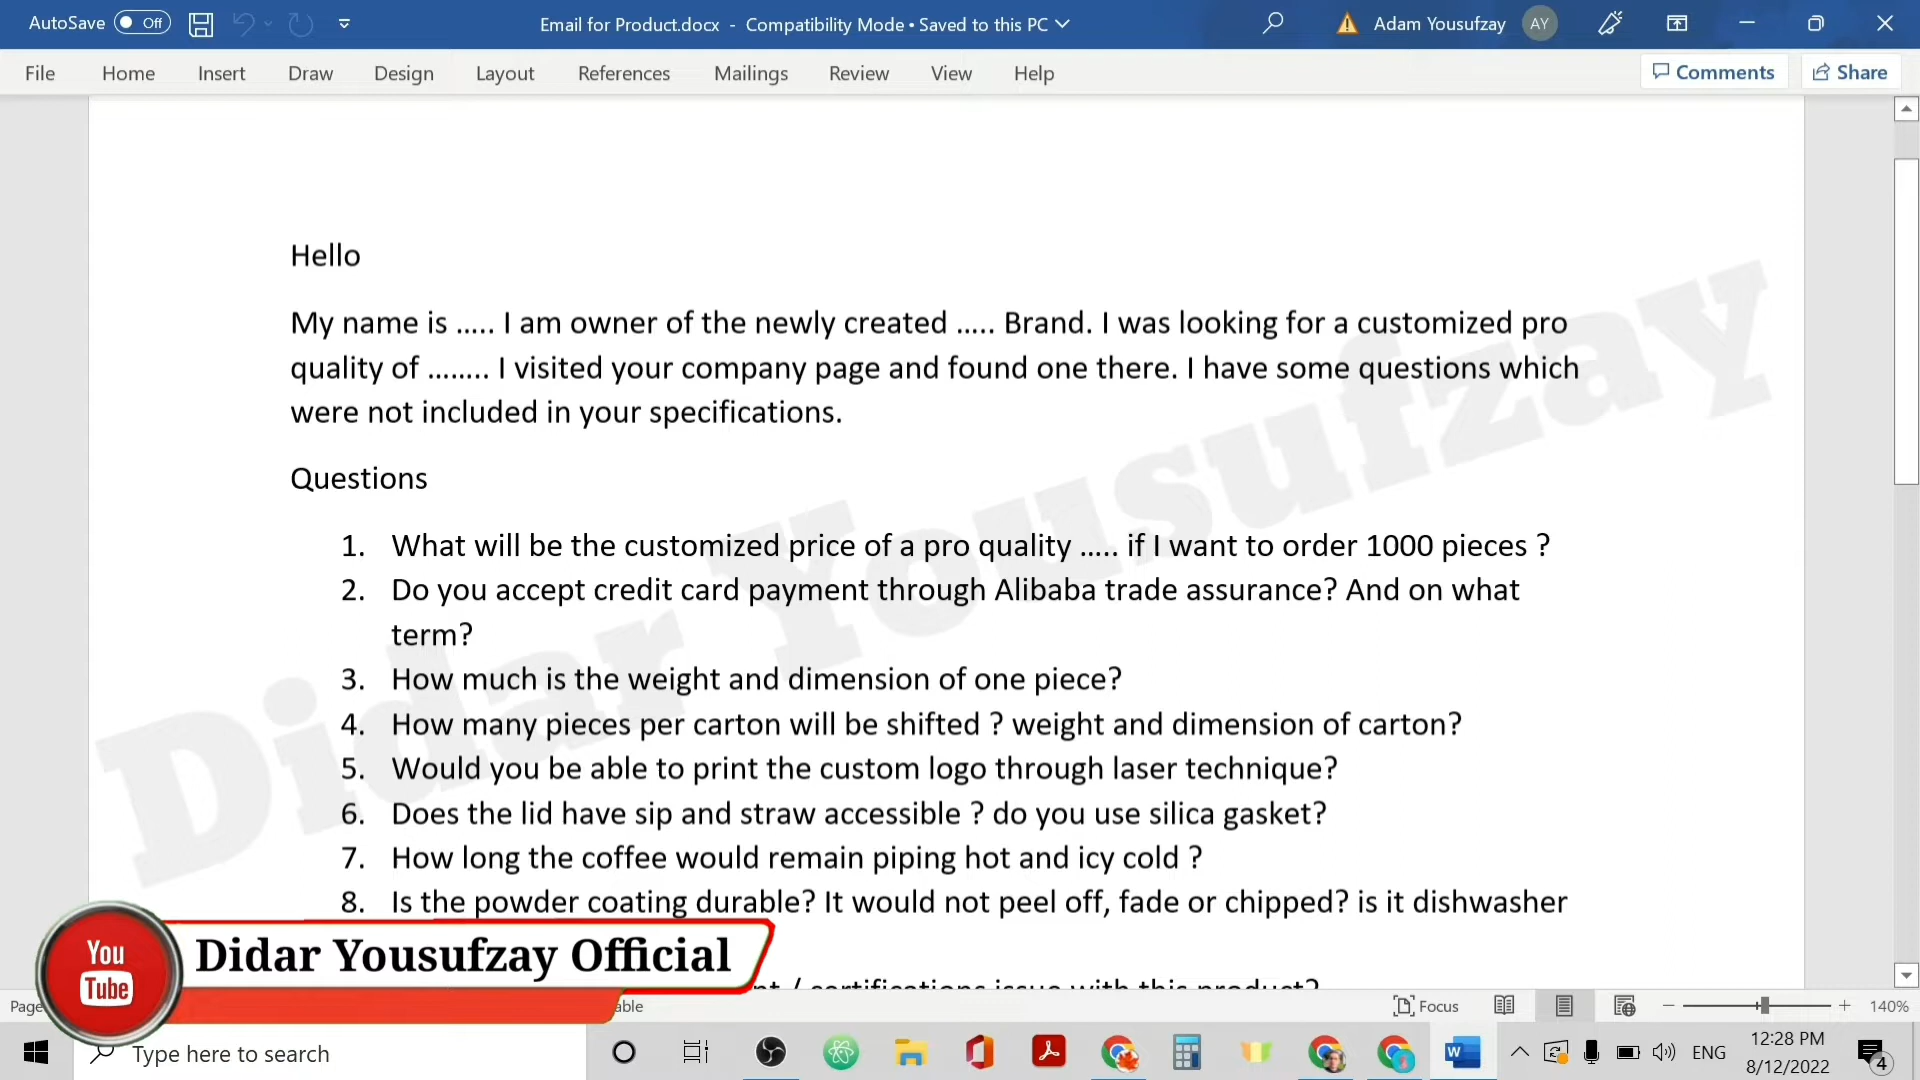 AutoSave Off
Email for Product.docx - Compatibility Mode • Saved to this PC
Adam Yousufzay AY
File Home Insert Draw Design Layout References Mailings Review View Help
Comments Share
Hello
My name is ..... I am owner of the newly created ..... Brand. I was looking for a customized pro
quality of ........ I visited your company page and found one there. I have some questions which
were not included in your specifications.
Questions
1. What will be the customized price of a pro quality ..... if I want to order 1000 pieces ?
2. Do you accept credit card payment through Alibaba trade assurance? And on what
term?
3. How much is the weight and dimension of one piece?
4. How many pieces per carton will be shifted ? weight and dimension of carton?
5. Would you be able to print the custom logo through laser technique?
6. Does the lid have sip and straw accessible ? do you use silica gasket?
7. How long the coffee would remain piping hot and icy cold ?
8. Is the powder coating durable? It would not peel off, fade or chipped? is it dishwasher
/ certifications issue with this product?
Didar Yousufzay
You
Tube
Didar Yousufzay Official
Page
Focus
140%
Type here to search
ENG
12:28 PM
8/12/2022
4